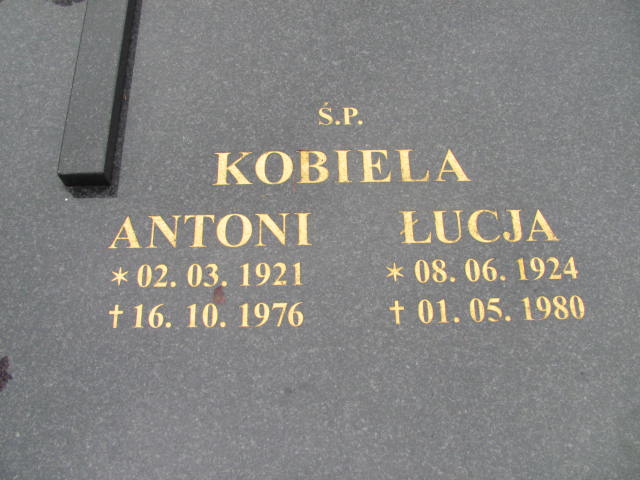 Ś.P.
KOBIELA
ANTONI ŁUCJA
✶ 02. 03. 1921 ✶ 08. 06. 1924
† 16. 10. 1976 † 01. 05. 1980